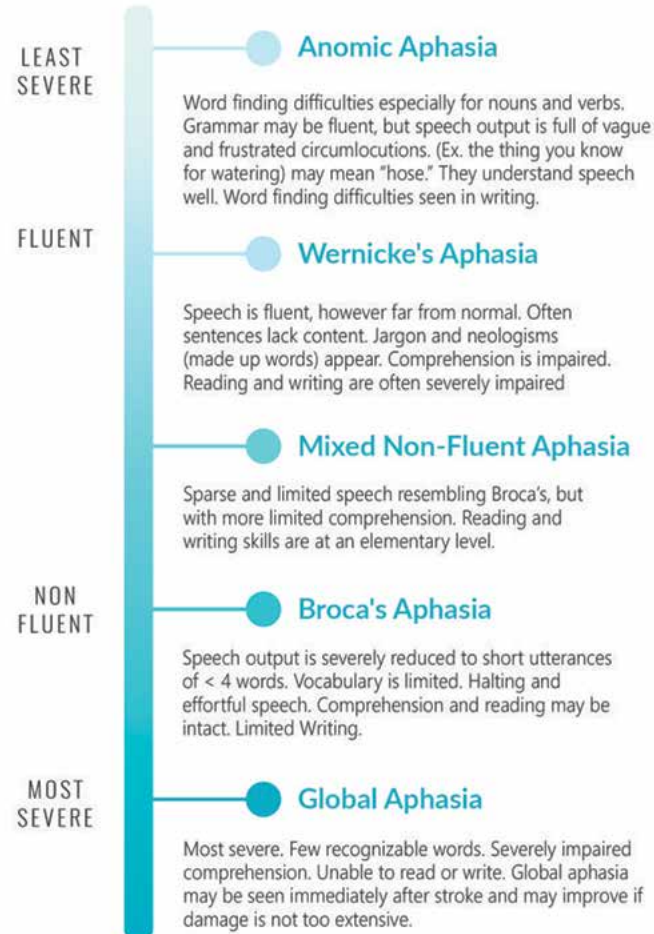 LEAST
SEVERE
Anomic Aphasia
Word finding difficulties especially for nouns and verbs.
Grammar may be fluent, but speech output is full of vague
and frustrated circumlocutions. (Ex. the thing you know
for watering) may mean “hose.” They understand speech
well. Word finding difficulties seen in writing.
FLUENT
Wernicke's Aphasia
Speech is fluent, however far from normal. Often
sentences lack content. Jargon and neologisms
(made up words) appear. Comprehension is impaired.
Reading and writing are often severely impaired
Mixed Non-Fluent Aphasia
Sparse and limited speech resembling Broca's, but
with more limited comprehension. Reading and
writing skills are at an elementary level.
NON
FLUENT
Broca's Aphasia
Speech output is severely reduced to short utterances
of < 4 words. Vocabulary is limited. Halting and
effortful speech. Comprehension and reading may be
intact. Limited Writing.
MOST
SEVERE
Global Aphasia
Most severe. Few recognizable words. Severely impaired
comprehension. Unable to read or write. Global aphasia
may be seen immediately after stroke and may improve if
damage is not too extensive.